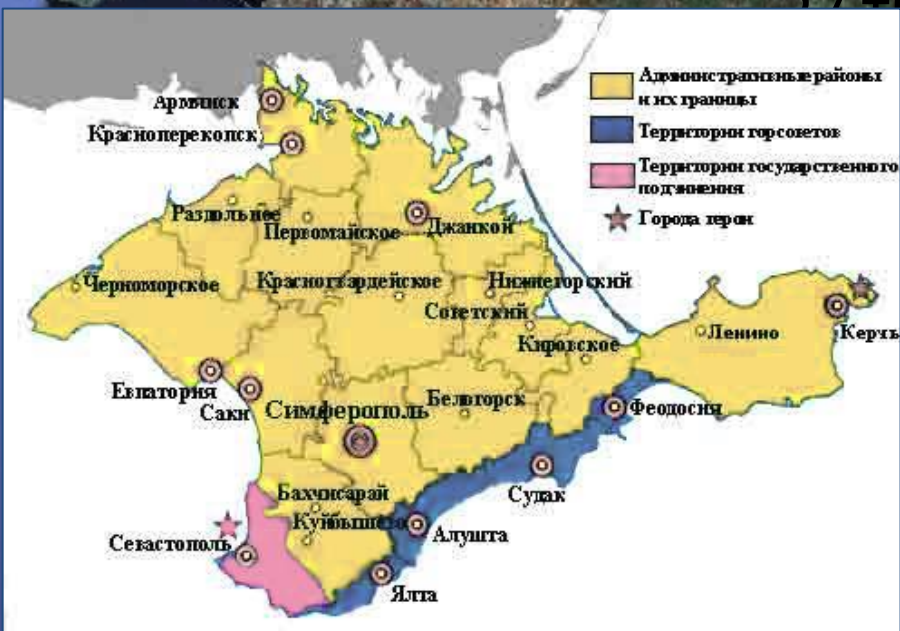 Армянск
Красноперекопск
Раздольнее
Первомайское
Джанкой
Черноморское
Красногвардейское
Нижнегорский
Советский
Кировское
Ленино
Керчь
Евпатория
Саки
Симферополь
Белогорск
Феодосия
Судак
Бахчисарай
Куйбышево
Алушта
Севастополь
Ялта
Административные районы
и их границы
Территории горсоветов
Территории государственного
подчинения
Города герои